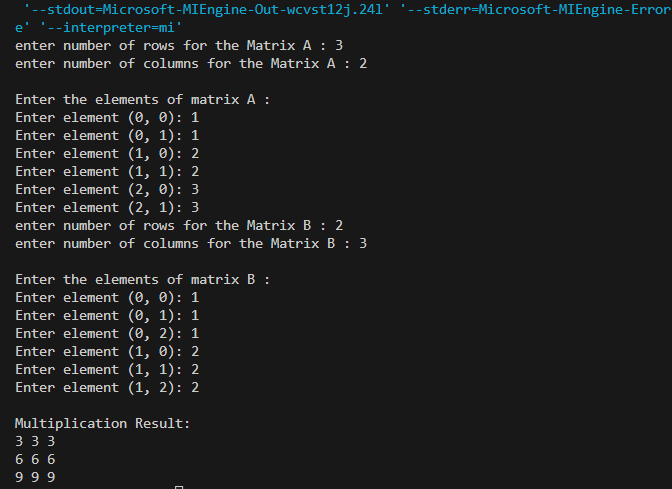 '--stdout=Microsoft-MIEngine-Out-wcvst12j.24l' '--stderr=Microsoft-MIEngine-Error
e' '--interpreter=mi'
enter number of rows for the Matrix A : 3
enter number of columns for the Matrix A : 2
Enter the elements of matrix A :
Enter element (0, 0): 1
Enter element (0, 1): 1
Enter element (1, 0): 2
Enter element (1, 1): 2
Enter element (2, 0): 3
Enter element (2, 1): 3
enter number of rows for the Matrix B : 2
enter number of columns for the Matrix B : 3
Enter the elements of matrix B :
Enter element (0, 0): 1
Enter element (0, 1): 1
Enter element (0, 2): 1
Enter element (1, 0): 2
Enter element (1, 1): 2
Enter element (1, 2): 2
Multiplication Result:
3 3 3
6 6 6
9 9 9